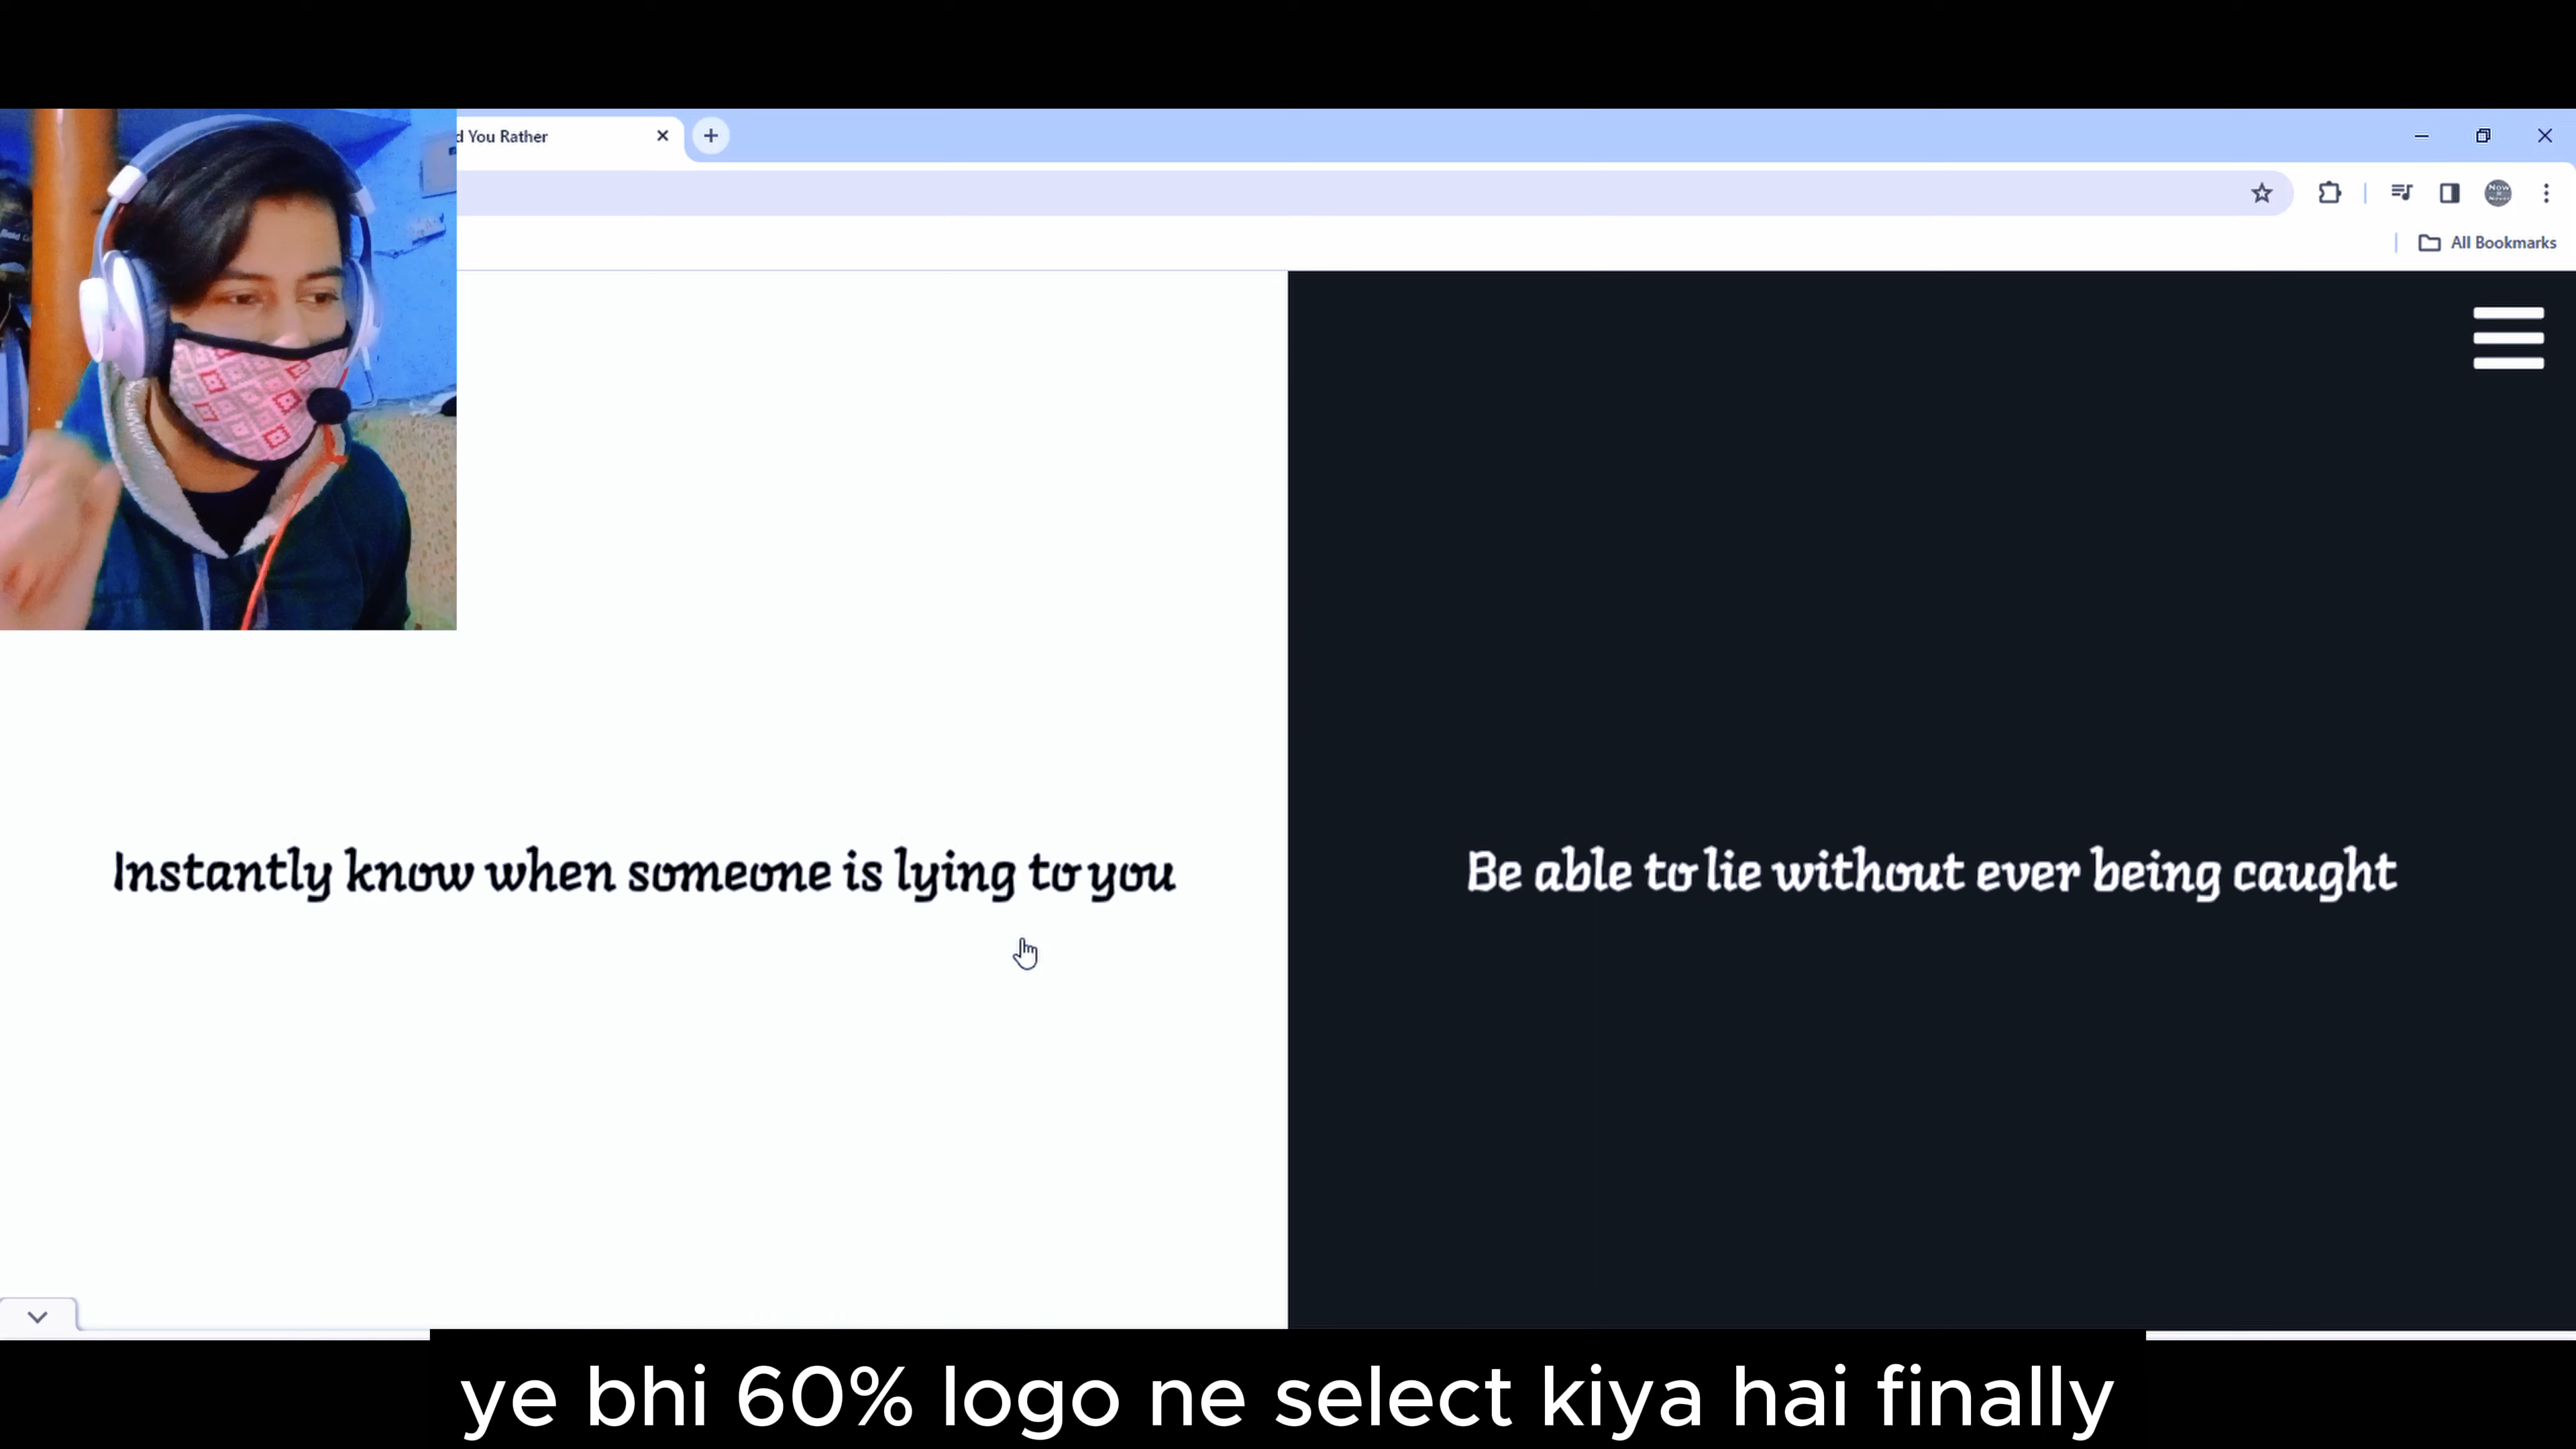 d You Rather
All Bookmarks
Instantly know when someone is lying to you
Be able to lie without ever being caught
ye bhi 60% logo ne select kiya hai finally